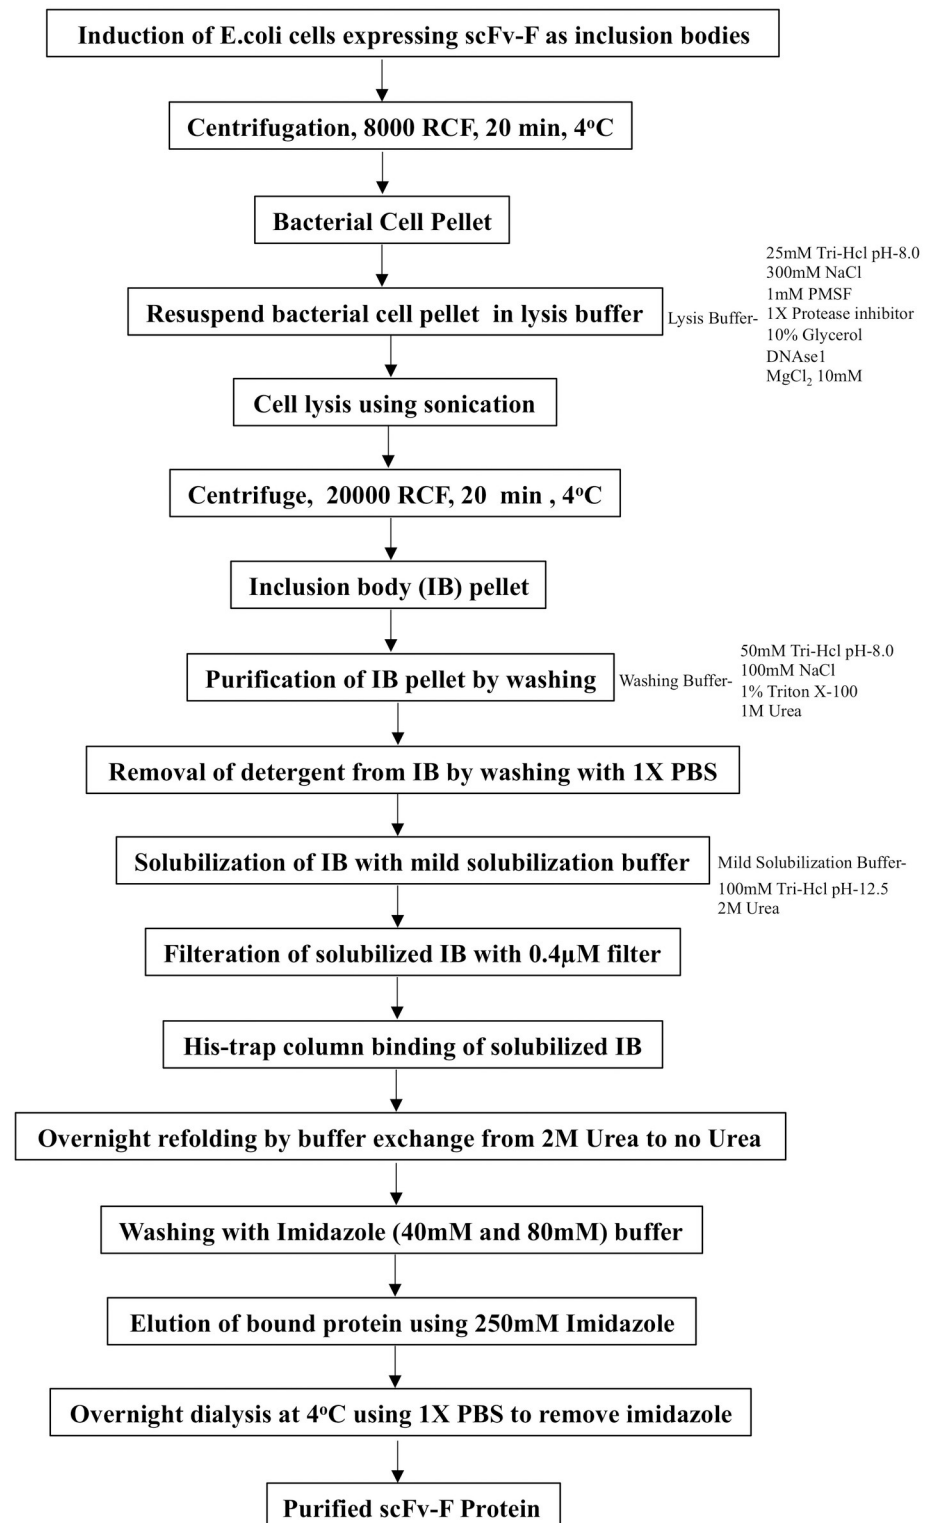 Induction of E.coli cells expressing scFv-F as inclusion bodies
Centrifugation, 8000 RCF, 20 min, 4°C
Bacterial Cell Pellet
Resuspend bacterial cell pellet in lysis buffer
Lysis Buffer-
25mM Tri-Hcl pH-8.0
300mM NaCl
1mM PMSF
1X Protease inhibitor
10% Glycerol
DNAse1
MgCl₂ 10mM
Cell lysis using sonication
Centrifuge, 20000 RCF, 20 min , 4°C
Inclusion body (IB) pellet
Purification of IB pellet by washing
Washing Buffer-
50mM Tri-Hcl pH-8.0
100mM NaCl
1% Triton X-100
1M Urea
Removal of detergent from IB by washing with 1X PBS
Solubilization of IB with mild solubilization buffer
Mild Solubilization Buffer-
100mM Tri-Hcl pH-12.5
2M Urea
Filteration of solubilized IB with 0.4µM filter
His-trap column binding of solubilized IB
Overnight refolding by buffer exchange from 2M Urea to no Urea
Washing with Imidazole (40mM and 80mM) buffer
Elution of bound protein using 250mM Imidazole
Overnight dialysis at 4°C using 1X PBS to remove imidazole
Purified scFv-F Protein